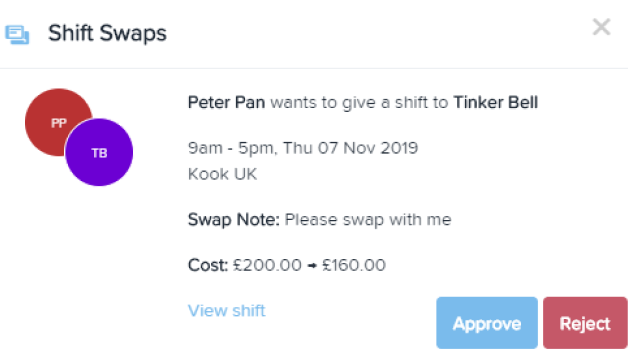 Shift Swaps
PP
TB
Peter Pan wants to give a shift to Tinker Bell
9am - 5pm, Thu 07 Nov 2019
Kook UK
Swap Note: Please swap with me
Cost: £200.00 → £160.00
View shift
Approve
Reject